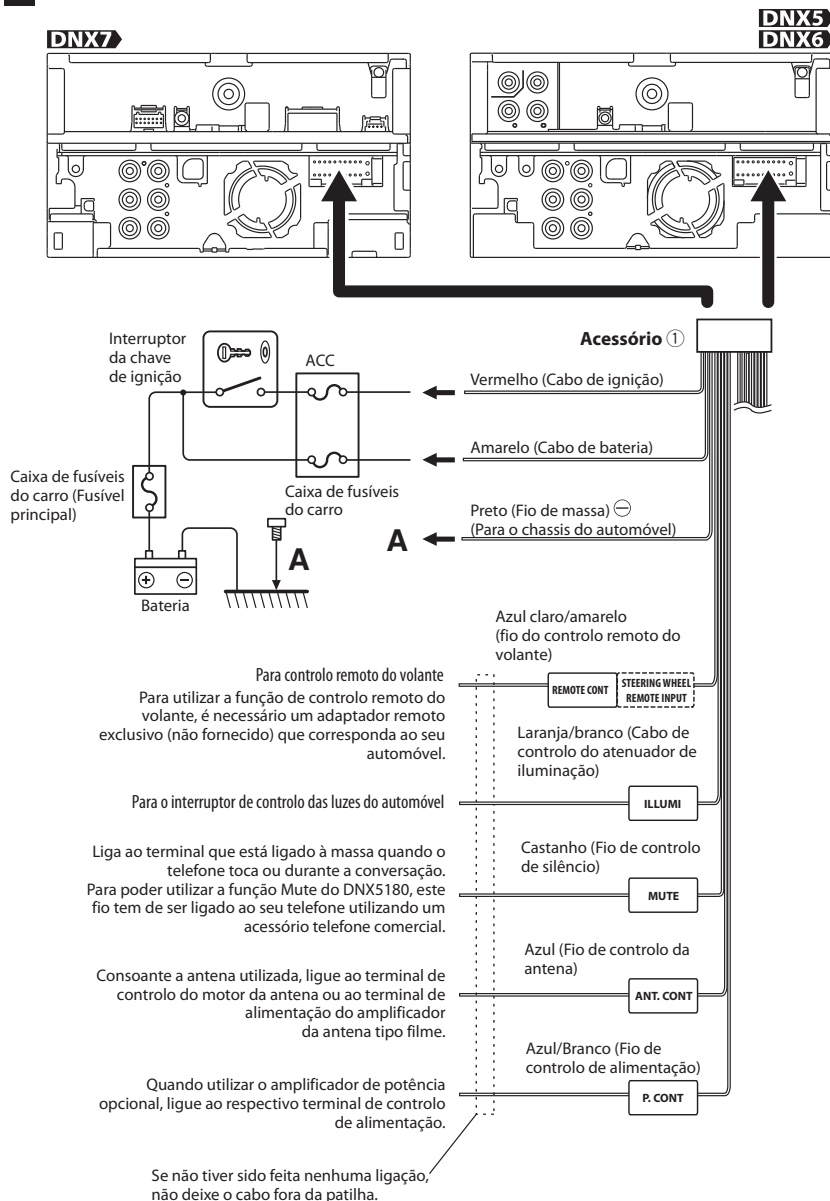 DNX7
DNX5
DNX6
Acessório ①
Interruptor
da chave
de ignição
ACC
Vermelho (Cabo de ignição)
Amarelo (Cabo de bateria)
Caixa de fusíveis
do carro (Fusível
principal)
Caixa de fusíveis
do carro
Preto (Fio de massa) ⊖
(Para o chassis do automóvel)
A
A
Bateria
Azul claro/amarelo
(fio do controlo remoto do
volante)
Para controlo remoto do volante
REMOTE CONT
STEERING WHEEL
REMOTE INPUT
Para utilizar a função de controlo remoto do
volante, é necessário um adaptador remoto
exclusivo (não fornecido) que corresponda ao seu
automóvel.
Laranja/branco (Cabo de
controlo do atenuador de
iluminação)
Para o interruptor de controlo das luzes do automóvel
ILLUMI
Liga ao terminal que está ligado à massa quando o
telefone toca ou durante a conversação.
Para poder utilizar a função Mute do DNX5180, este
fio tem de ser ligado ao seu telefone utilizando um
acessório telefone comercial.
Castanho (Fio de controlo
de silêncio)
MUTE
Azul (Fio de controlo da
antena)
Consoante a antena utilizada, ligue ao terminal de
controlo do motor da antena ou ao terminal de
alimentação do amplificador
da antena tipo filme.
ANT. CONT
Azul/Branco (Fio de
controlo de alimentação)
Quando utilizar o amplificador de potência
opcional, ligue ao respectivo terminal de controlo
de alimentação.
P. CONT
Se não tiver sido feita nenhuma ligação,
não deixe o cabo fora da patilha.